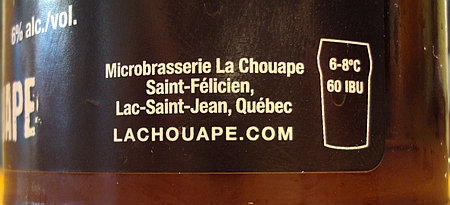 6% alc./vol.
Microbrasserie La Chouape
Saint-Félicien,
Lac-Saint-Jean, Québec
LACHOUAPE.COM
6-8°C
60 IBU